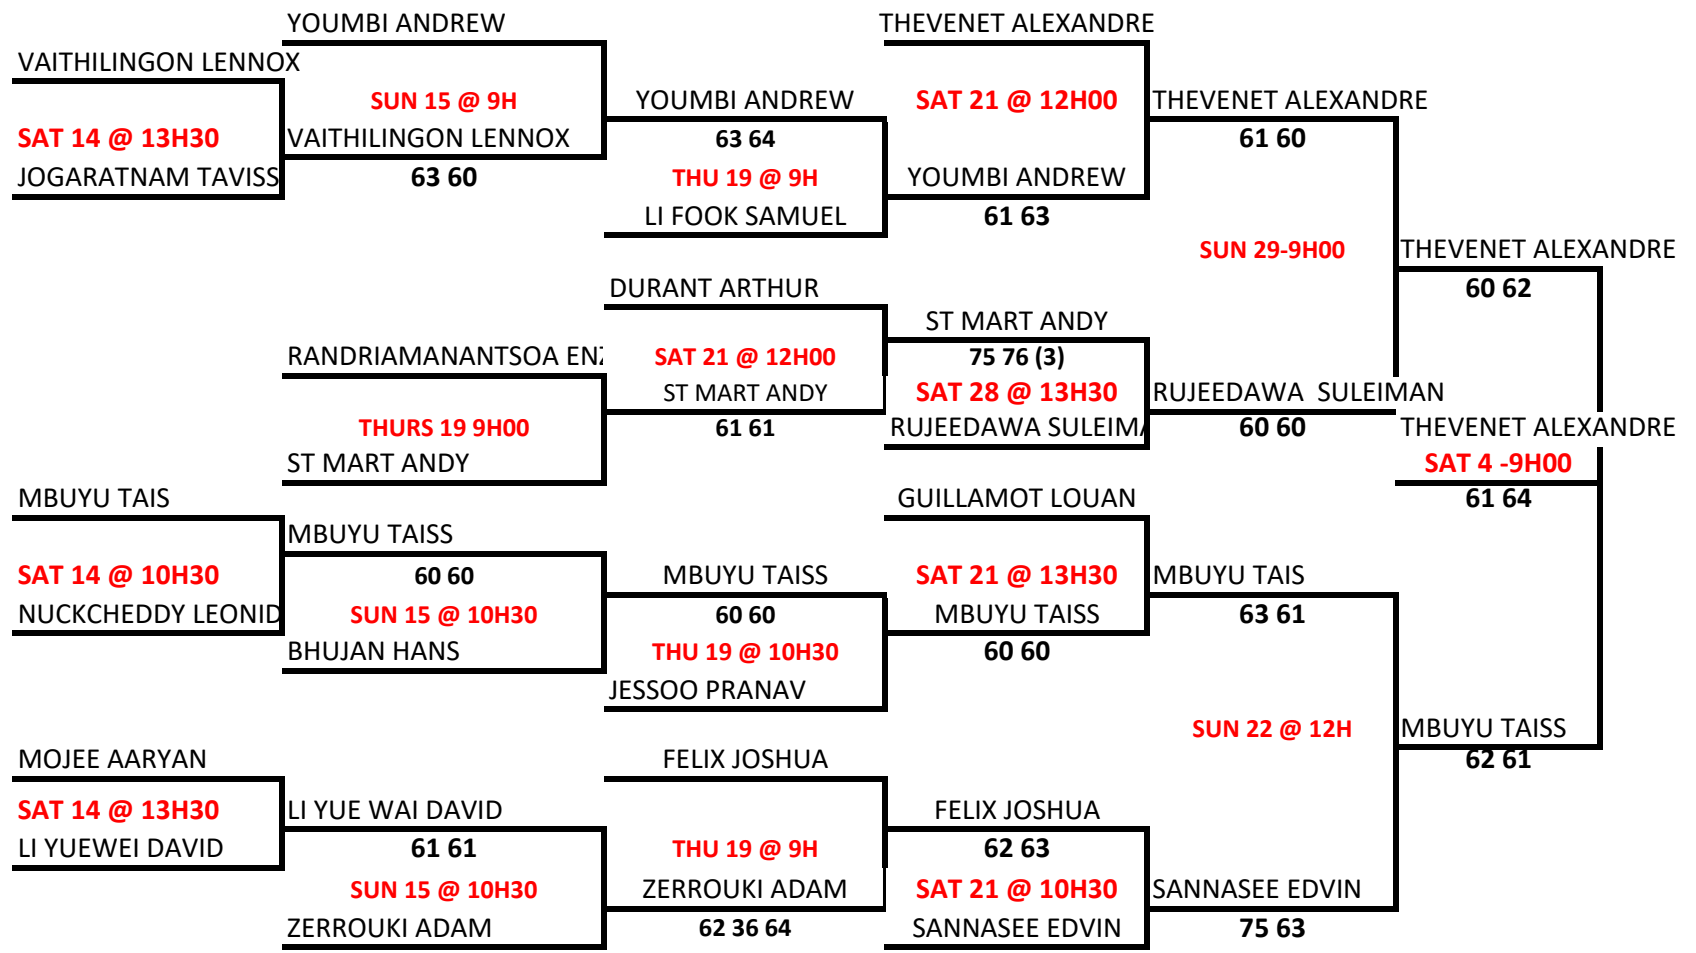 YOUMBI ANDREW
THEVENET ALEXANDRE
VAITHILINGON LENNOX
SUN 15 @ 9H
YOUMBI ANDREW
SAT 21 @ 12H00
THEVENET ALEXANDRE
SAT 14 @ 13H30
VAITHILINGON LENNOX
63 64
61 60
JOGARATNAM TAVISS
63 60
THU 19 @ 9H
YOUMBI ANDREW
LI FOOK SAMUEL
61 63
SUN 29-9H00
THEVENET ALEXANDRE
DURANT ARTHUR
60 62
ST MART ANDY
RANDRIAMANANTSOA EN
SAT 21 @ 12H00
75 76 (3)
ST MART ANDY
SAT 28 @ 13H30
RUJEEDAWA  SULEIMAN
THURS 19 9H00
61 61
RUJEEDAWA SULEIM
60 60
THEVENET ALEXANDRE
ST MART ANDY
SAT 4 -9H00
MBUYU TAIS
GUILLAMOT LOUAN
61 64
MBUYU TAISS
SAT 14 @ 10H30
60 60
MBUYU TAISS
SAT 21 @ 13H30
MBUYU TAIS
NUCKCHEDDY LEONID
SUN 15 @ 10H30
60 60
MBUYU TAISS
63 61
BHUJAN HANS
THU 19 @ 10H30
60 60
JESSOO PRANAV
SUN 22 @ 12H
MBUYU TAISS
MOJEE AARYAN
FELIX JOSHUA
62 61
SAT 14 @ 13H30
LI YUE WAI DAVID
FELIX JOSHUA
LI YUEWEI DAVID
61 61
THU 19 @ 9H
62 63
SUN 15 @ 10H30
ZERROUKI ADAM
SAT 21 @ 10H30
SANNASEE EDVIN
ZERROUKI ADAM
62 36 64
SANNASEE EDVIN
75 63